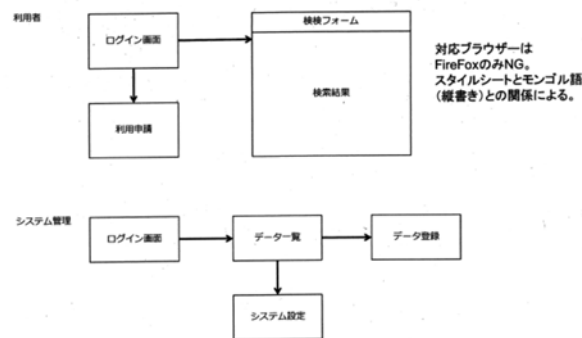 利用者
ログイン画面
検検フォーム
検索結果
利用申請
対応ブラウザーは
FireFoxのみNG。
スタイルシートとモンゴル語
(縦書き)との関係による。
システム管理
ログイン画面
データ一覧
データ登録
システム設定